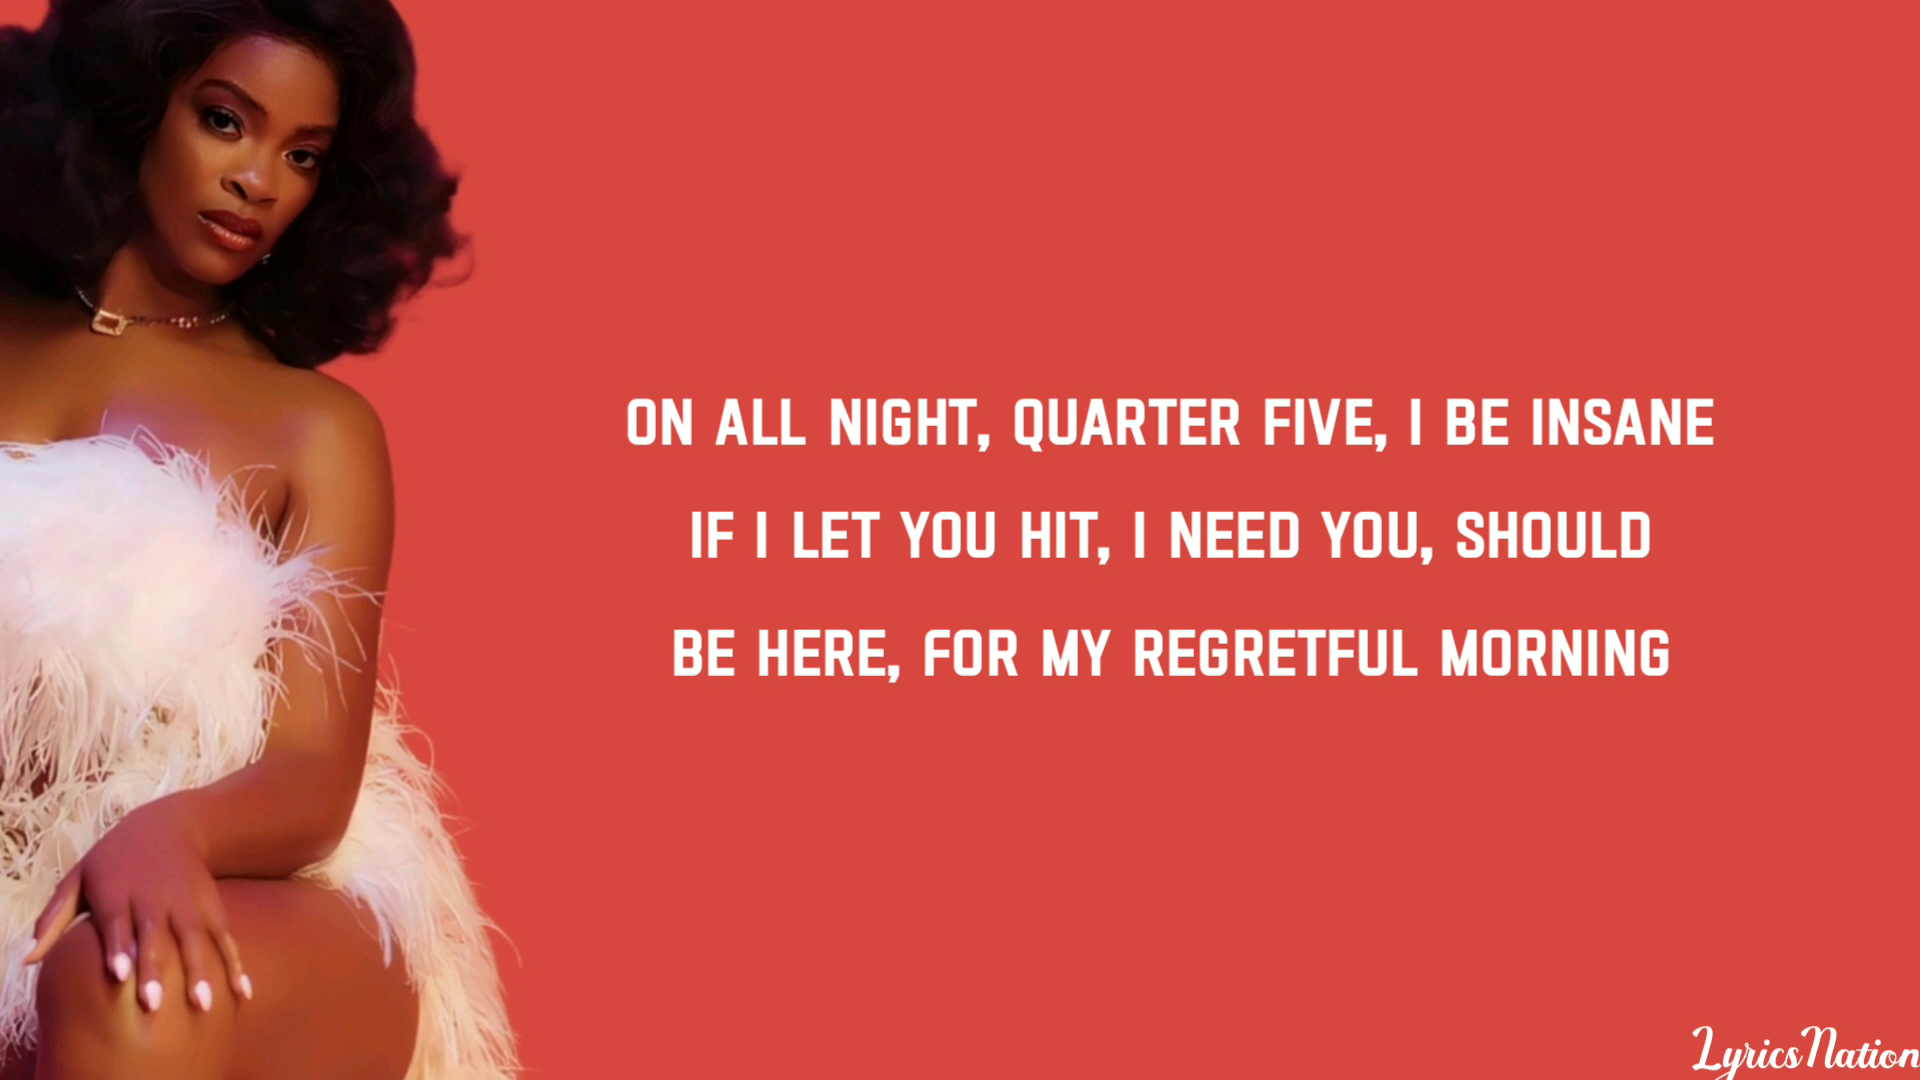 ON ALL NIGHT, QUARTER FIVE, I BE INSANE
IF I LET YOU HIT, I NEED YOU, SHOULD
BE HERE, FOR MY REGRETFUL MORNING
LyricsNation